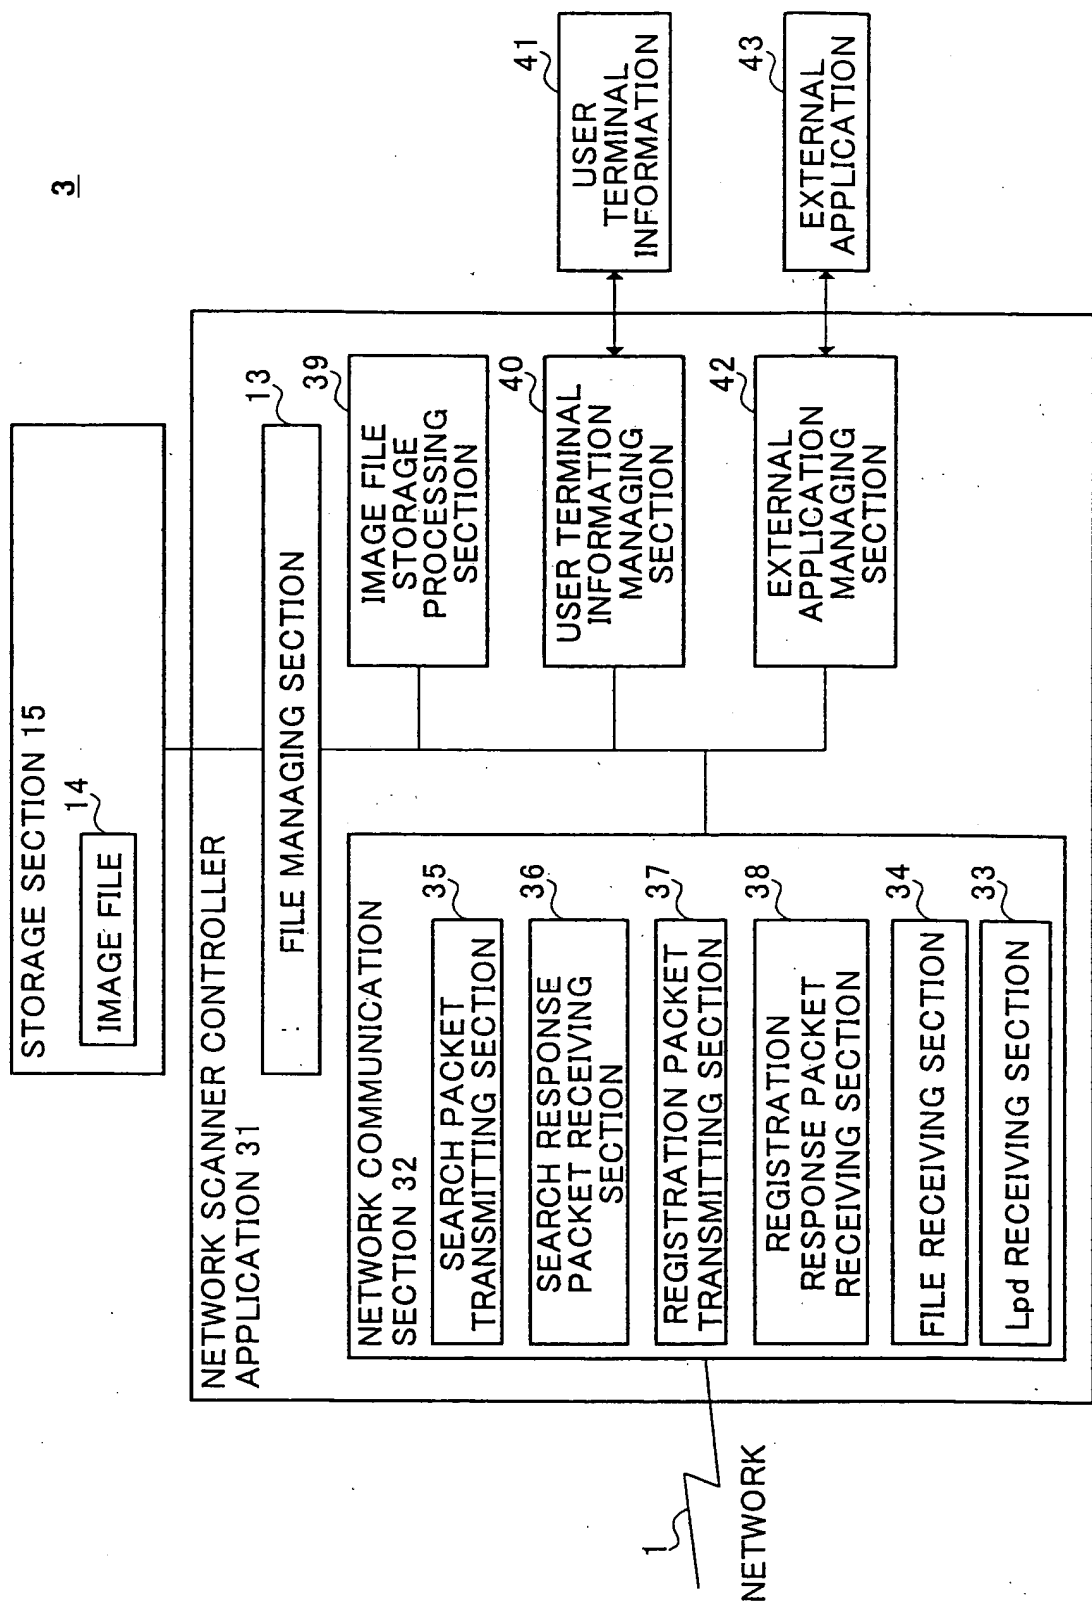 3
STORAGE SECTION 15
14
IMAGE FILE
NETWORK SCANNER CONTROLLER
APPLICATION 31
13
FILE MANAGING SECTION
NETWORK COMMUNICATION
SECTION 32
35
SEARCH PACKET
TRANSMITTING SECTION
36
SEARCH RESPONSE
PACKET RECEIVING
SECTION
37
REGISTRATION PACKET
TRANSMITTING SECTION
38
REGISTRATION
RESPONSE PACKET
RECEIVING SECTION
34
FILE RECEIVING SECTION
33
Lpd RECEIVING SECTION
39
IMAGE FILE
STORAGE
PROCESSING
SECTION
40
USER TERMINAL
INFORMATION
MANAGING
SECTION
42
EXTERNAL
APPLICATION
MANAGING
SECTION
41
USER
TERMINAL
INFORMATION
43
EXTERNAL
APPLICATION
1
NETWORK